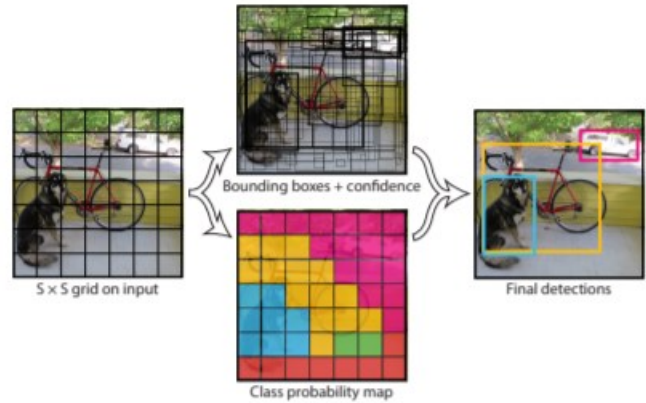 Bounding boxes + confidence
S × S grid on input
Final detections
Class probability map